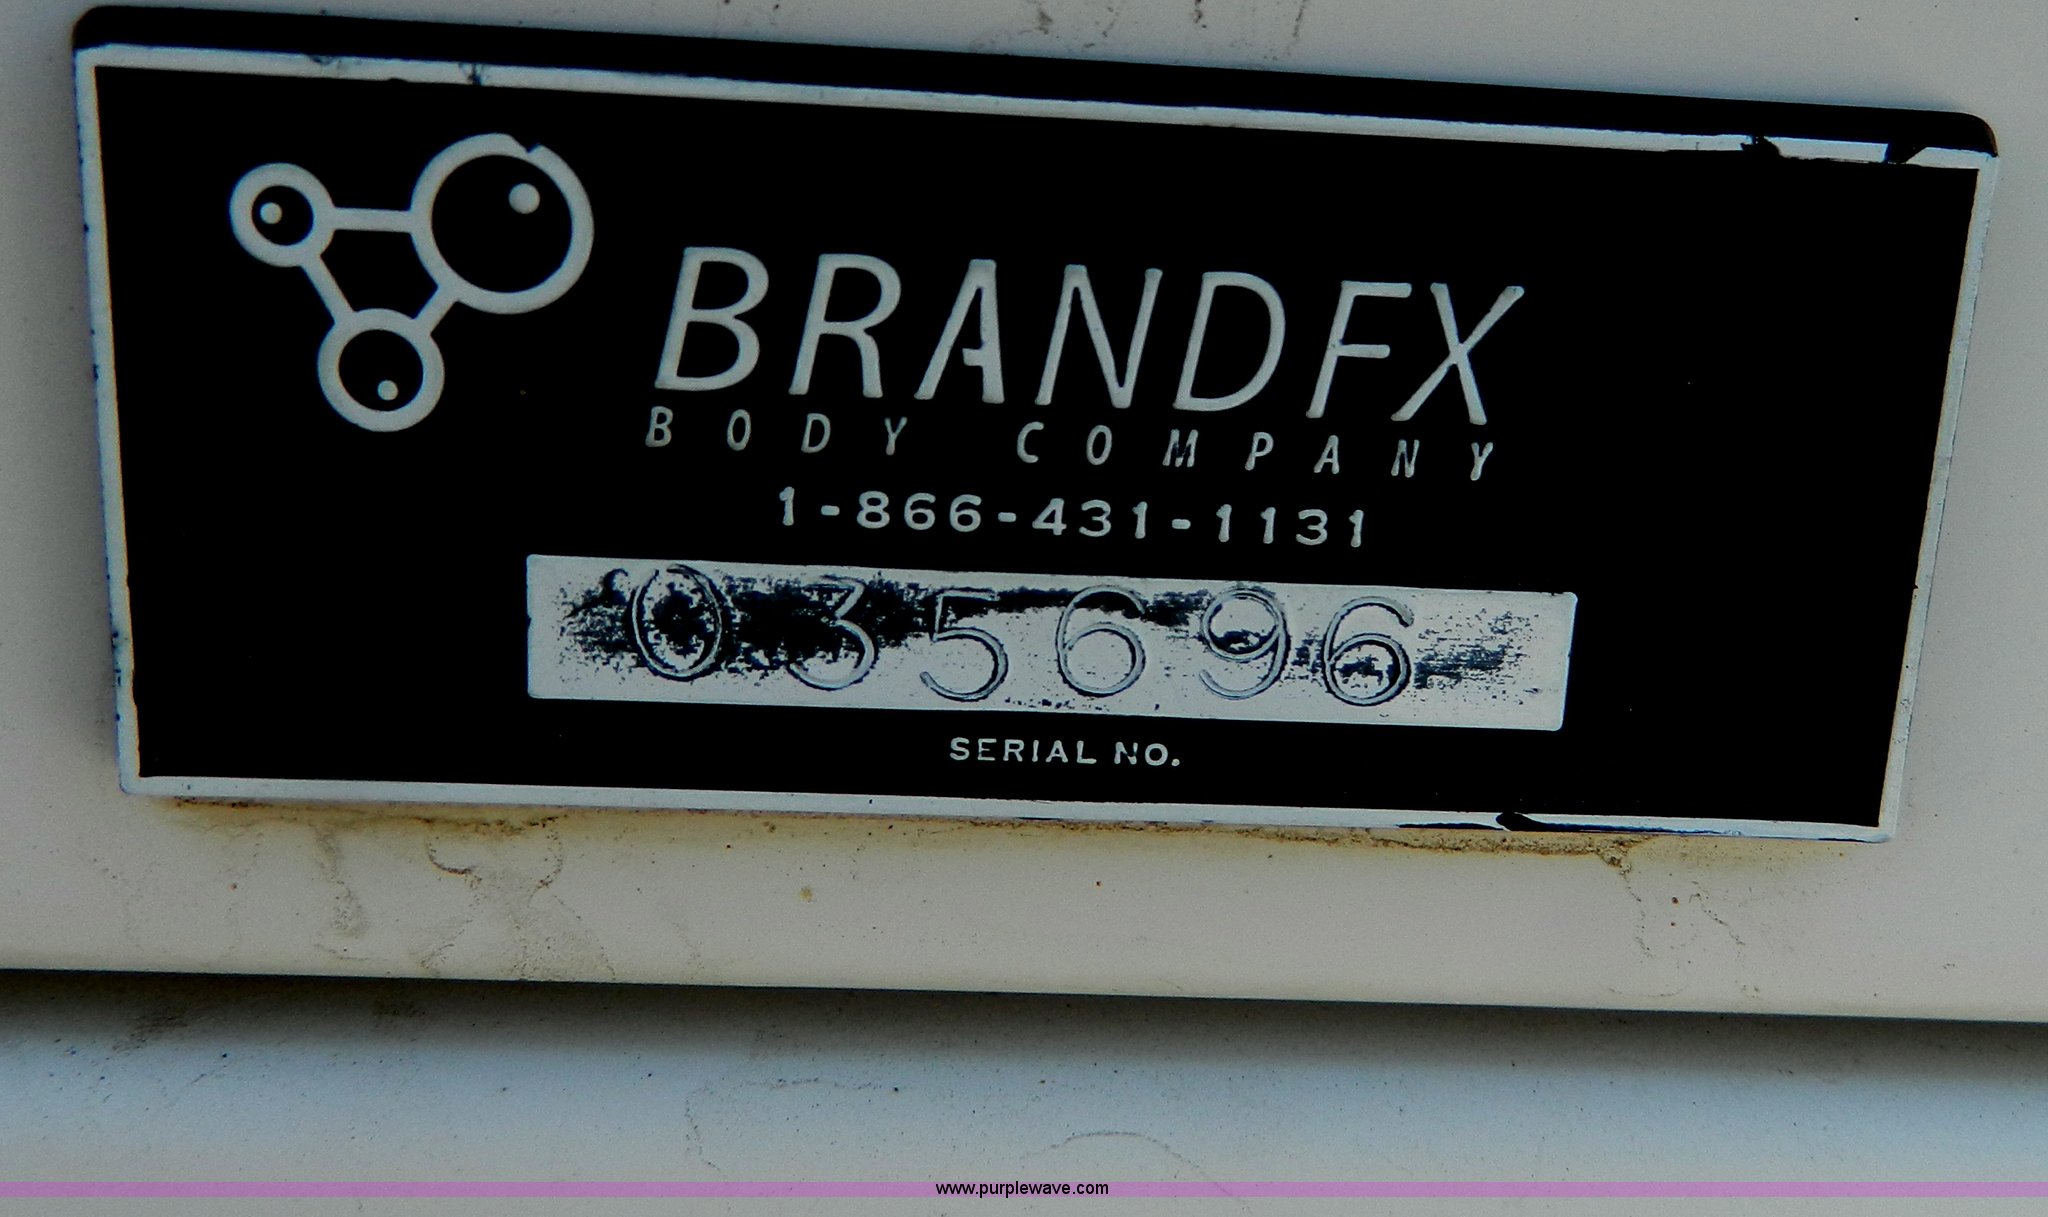 BRANDFX
BODY COMPANY
1-866-431-1131
035696
SERIAL NO.
www.purplewave.com